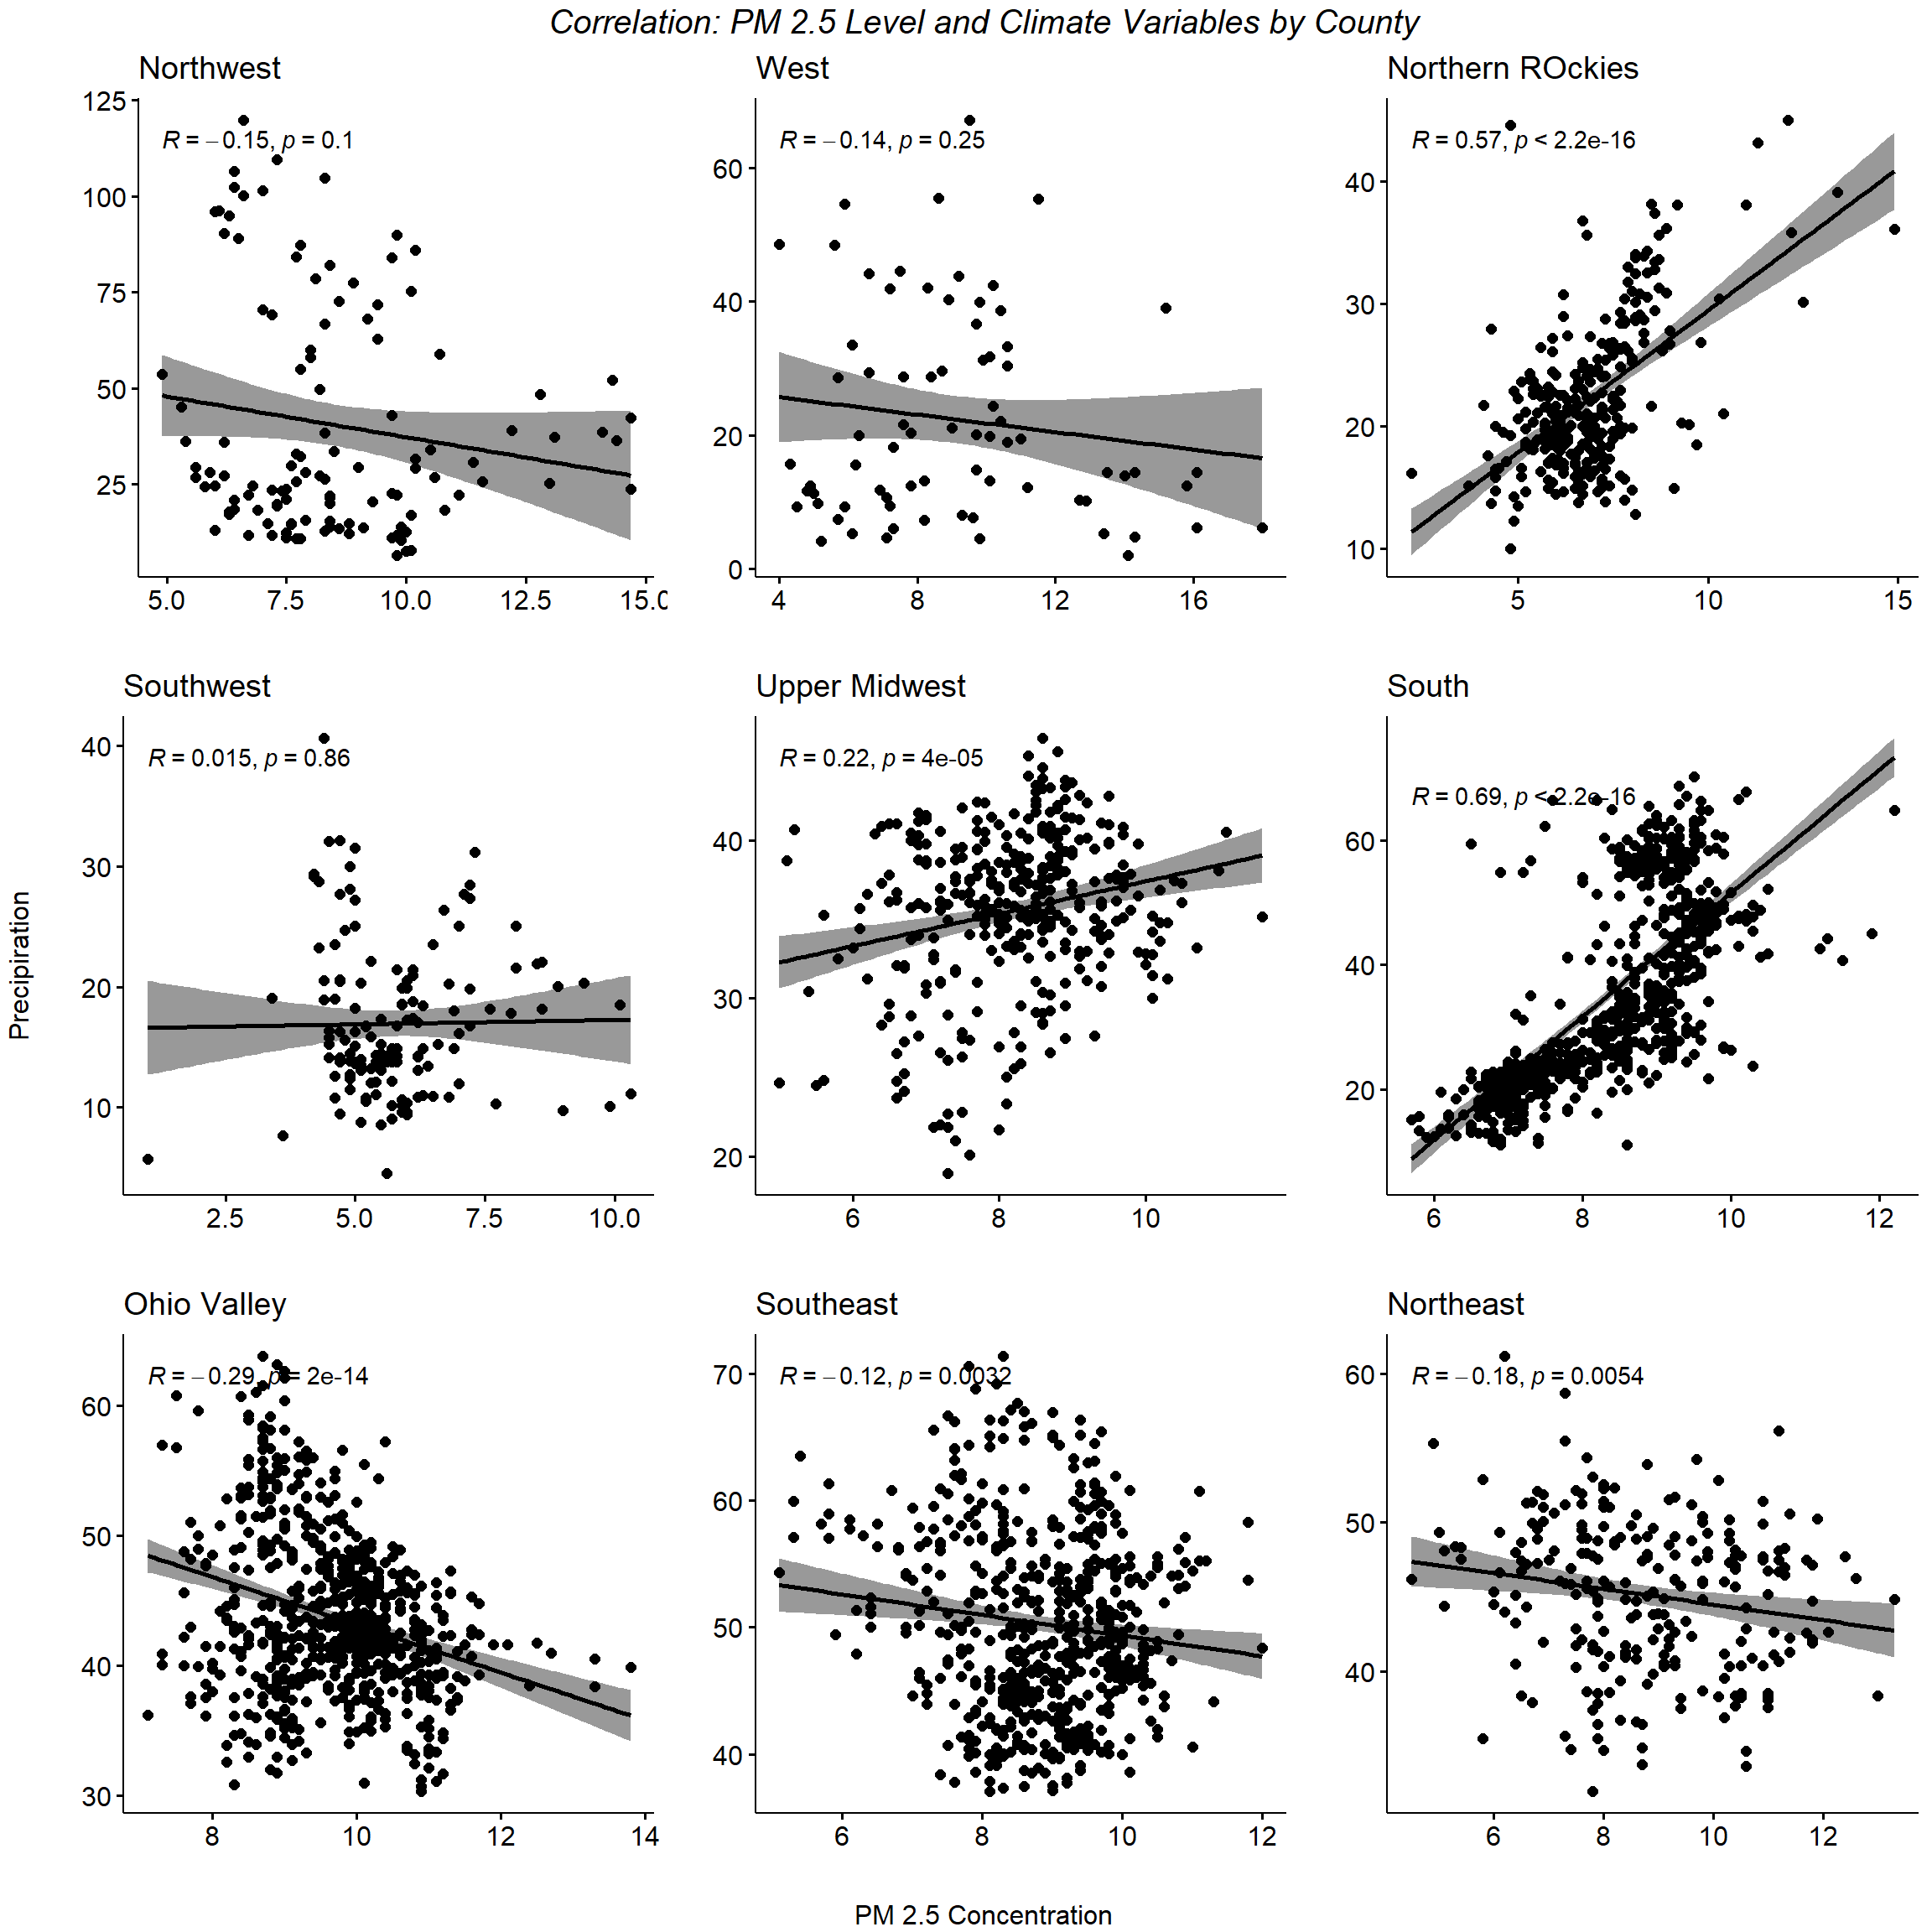 Correlation: PM 2.5 Level and Climate Variables by County
Northwest
R = −0.15, p = 0.1
125
100
75
50
25
5.0 7.5 10.0 12.5 15.0
West
R = −0.14, p = 0.25
60
40
20
0
4 8 12 16
Northern ROckies
R = 0.57, p < 2.2e-16
40
30
20
10
5 10 15
Southwest
R = 0.015, p = 0.86
40
30
20
10
2.5 5.0 7.5 10.0
Upper Midwest
R = 0.22, p = 4e-05
40
30
20
6 8 10
South
R = 0.69, p < 2.2e-16
60
40
20
6 8 10 12
Ohio Valley
R = −0.29, p = 2e-14
60
50
40
30
8 10 12 14
Southeast
R = −0.12, p = 0.0032
70
60
50
40
6 8 10 12
Northeast
R = −0.18, p = 0.0054
60
50
40
6 8 10 12
Precipiration
PM 2.5 Concentration